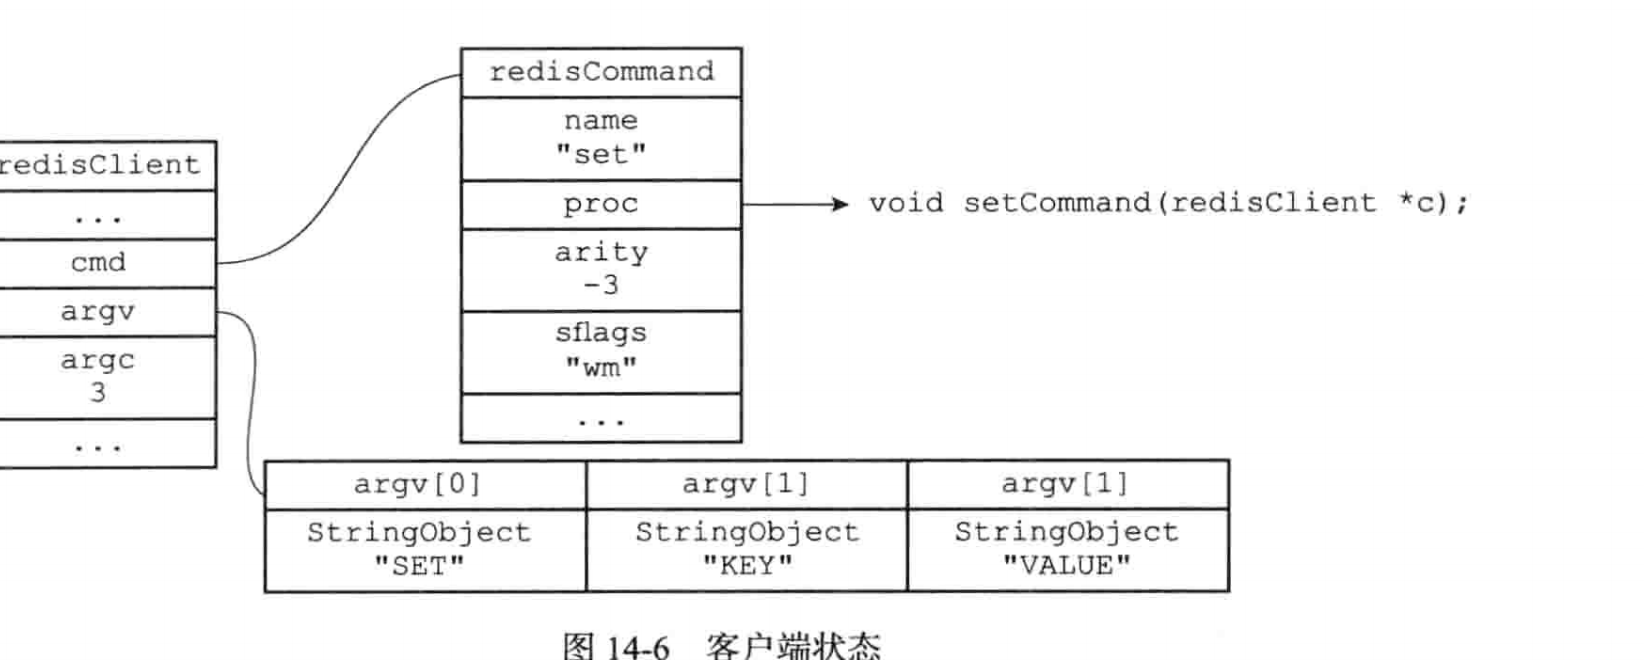 redisClient
...
cmd
argv
argc
3
...
redisCommand
name
"set"
proc
arity
-3
sflags
"wm"
...
void setCommand(redisClient *c);
argv[0] argv[1] argv[1]
StringObject StringObject StringObject
"SET" "KEY" "VALUE"
图 14-6 客户端状态